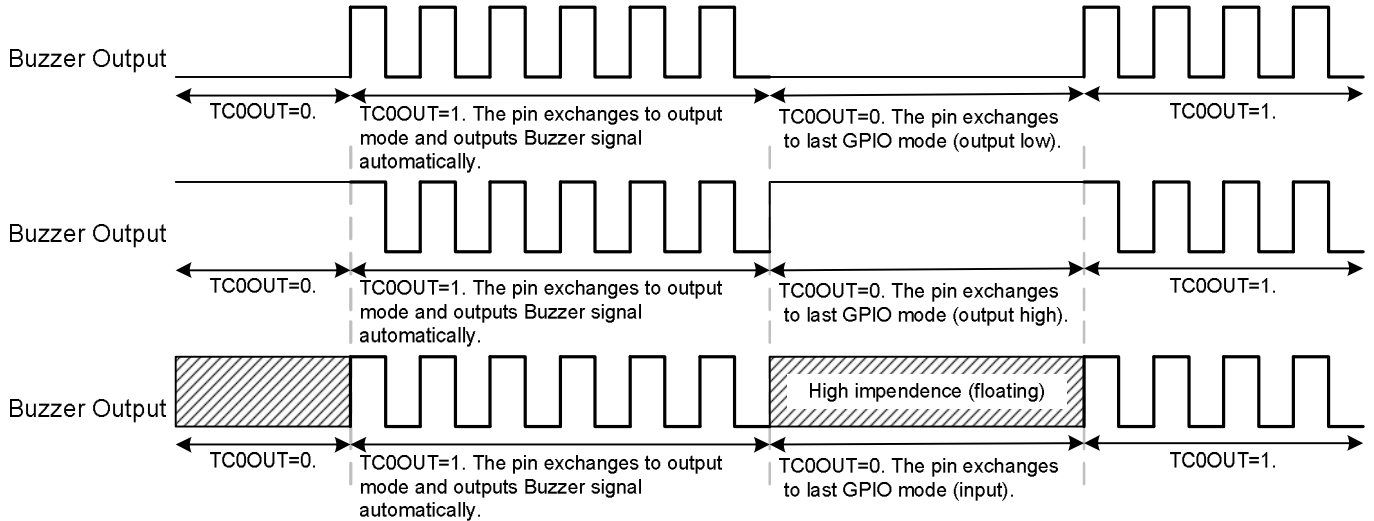 Buzzer Output
TC0OUT=0.
TC0OUT=1. The pin exchanges to output
mode and outputs Buzzer signal
automatically.
TC0OUT=0. The pin exchanges
to last GPIO mode (output low).
TC0OUT=1.
Buzzer Output
TC0OUT=0.
TC0OUT=1. The pin exchanges to output
mode and outputs Buzzer signal
automatically.
TC0OUT=0. The pin exchanges
to last GPIO mode (output high).
TC0OUT=1.
Buzzer Output
High impendence (floating)
TC0OUT=0.
TC0OUT=1. The pin exchanges to output
mode and outputs Buzzer signal
automatically.
TC0OUT=0. The pin exchanges
to last GPIO mode (input).
TC0OUT=1.